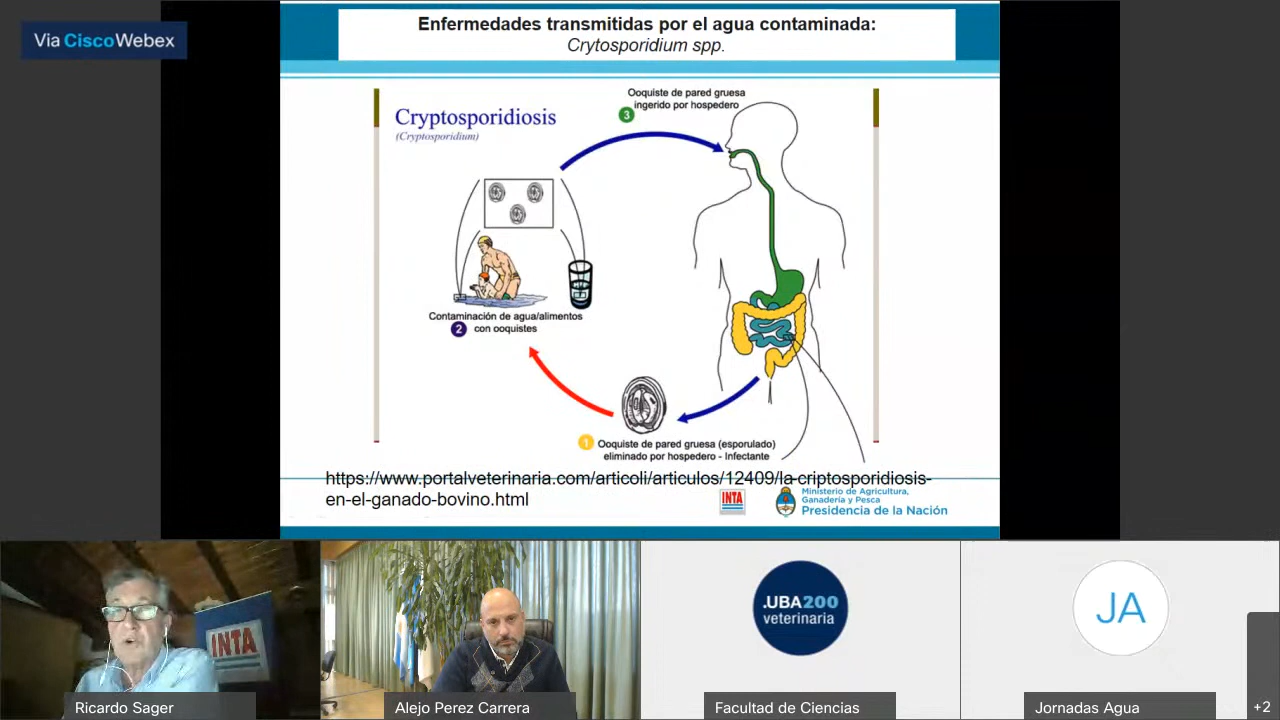 Via CiscoWebex
Enfermedades transmitidas por el agua contaminada:
Crytosporidium spp.
Cryptosporidiosis
(Cryptosporidium)
Ooquiste de pared gruesa
ingerido por hospedero
3
Contaminación de agua/alimentos
con ooquistes
2
1
Ooquiste de pared gruesa (esporulado)
eliminado por hospedero - Infectante
https://www.portalveterinaria.com/articoli/articulos/12409/la-criptosporidiosis-
en-el-ganado-bovino.html
INTA
Ministerio de Agricultura,
Ganadería y Pesca
Presidencia de la Nación
INTA
.UBA200
veterinaria
JA
Ricardo Sager
Alejo Perez Carrera
Facultad de Ciencias
Jornadas Agua
+2